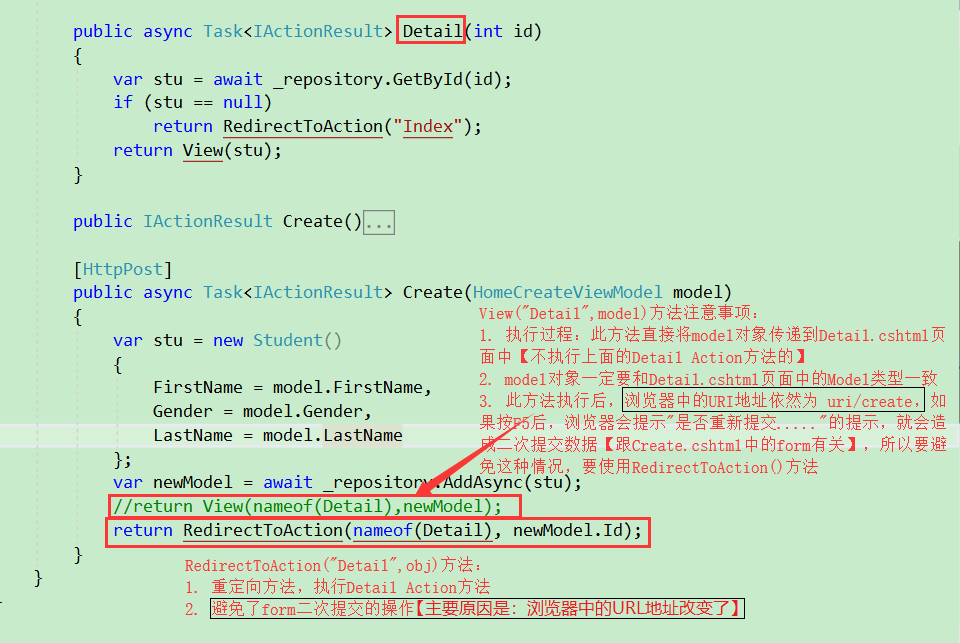 public async Task<IActionResult> Detail(int id)
{
var stu = await _repository.GetById(id);
if (stu == null)
return RedirectToAction("Index");
return View(stu);
}
public IActionResult Create()...
[HttpPost]
public async Task<IActionResult> Create(HomeCreateViewModel model)
{
var stu = new Student()
{
FirstName = model.FirstName,
Gender = model.Gender,
LastName = model.LastName
};
var newModel = await _repository.AddAsync(stu);
//return View(nameof(Detail),newModel);
return RedirectToAction(nameof(Detail), newModel.Id);
}
}
View("Detail",model)方法注意事项:
1. 执行过程：此方法直接将model对象传递到Detail.cshtml页
面中【不执行上面的Detail Action方法的】
2. model对象一定要和Detail.cshtml页面中的Model类型一致
3. 此方法执行后，浏览器中的URI地址依然为 uri/create，如
果按F5后，浏览器会提示"是否重新提交....."的提示，就会造
成二次提交数据【跟Create.cshtml中的form有关】，所以要避
免这种情况，要使用RedirectToAction()方法
RedirectToAction("Detail",obj)方法：
1. 重定向方法，执行Detail Action方法
2. 避免了form二次提交的操作【主要原因是：浏览器中的URL地址改变了】